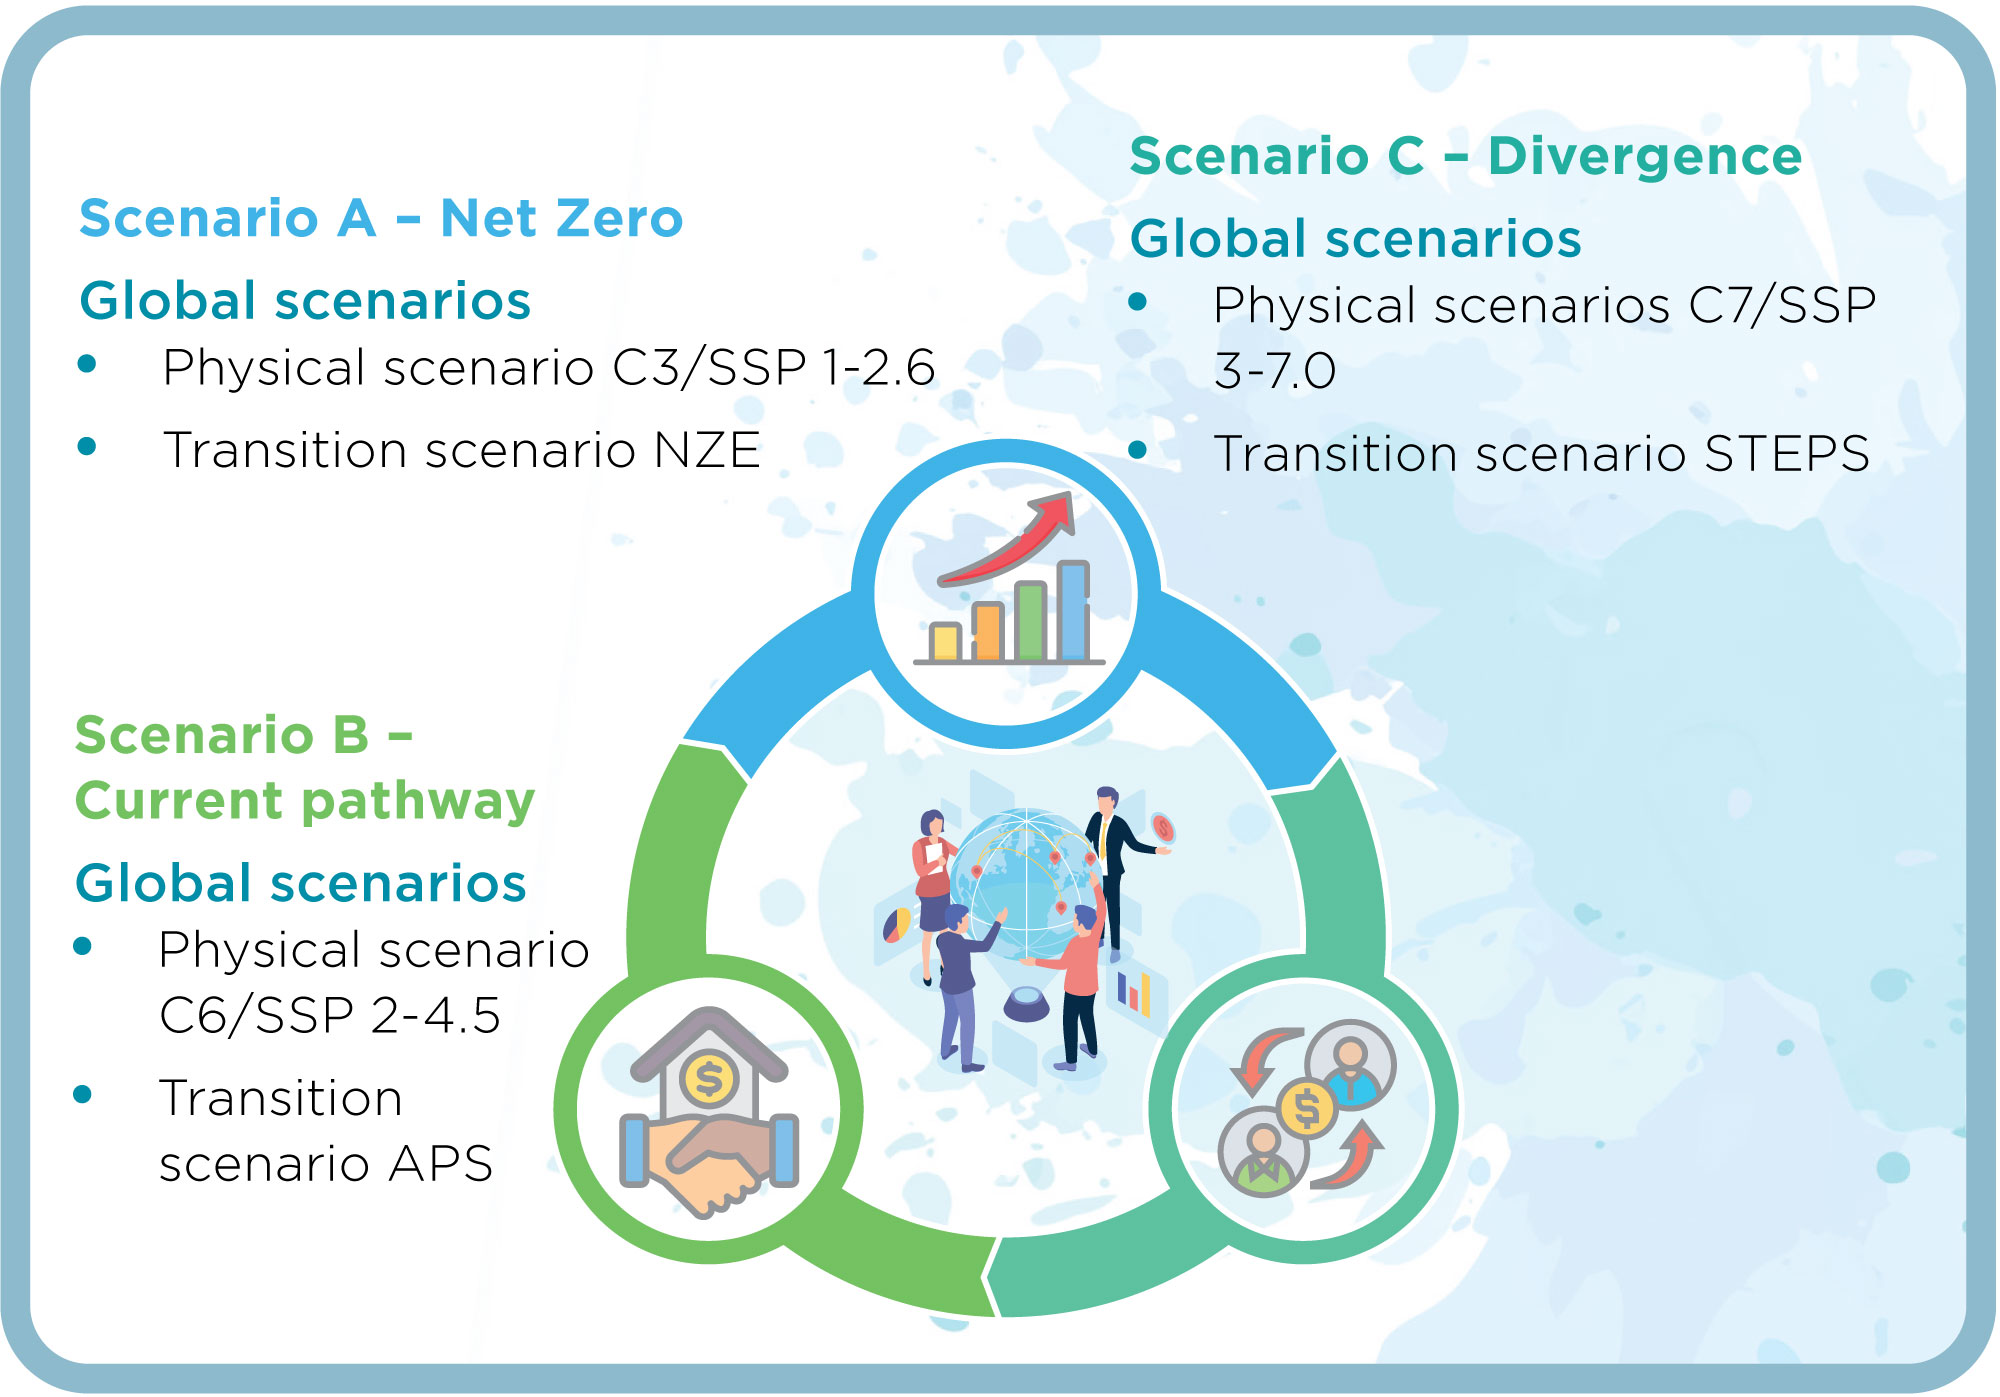 Scenario A – Net Zero
Global scenarios
• Physical scenario C3/SSP 1-2.6
• Transition scenario NZE
Scenario B –
Current pathway
Global scenarios
• Physical scenario
C6/SSP 2-4.5
• Transition
scenario APS
Scenario C – Divergence
Global scenarios
• Physical scenarios C7/SSP
3-7.0
• Transition scenario STEPS
$
$
$